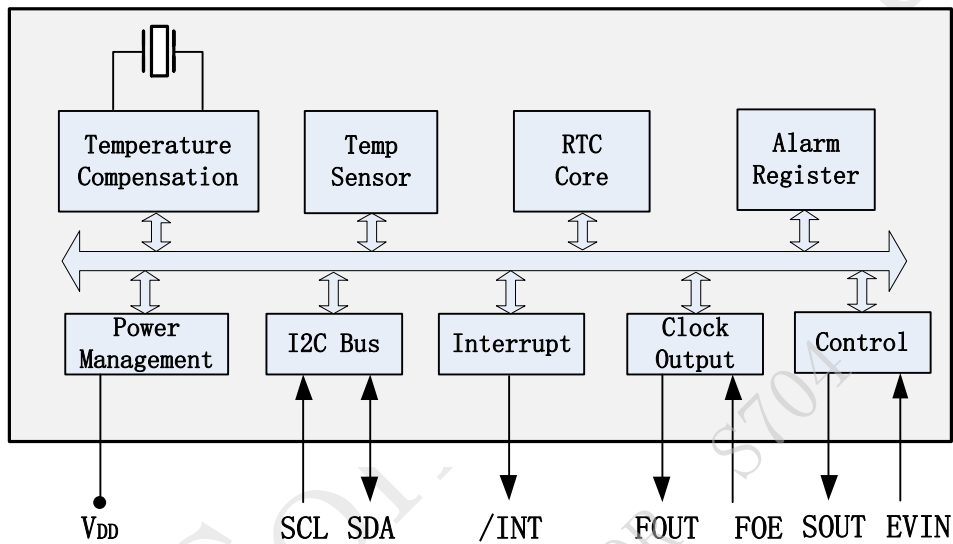 Temperature
Compensation
Temp
Sensor
RTC
Core
Alarm
Register
Power
Management
I2C Bus
Interrupt
Clock
Output
Control
VDD
SCL
SDA
/INT
FOUT
FOE
SOUT
EVIN
S704